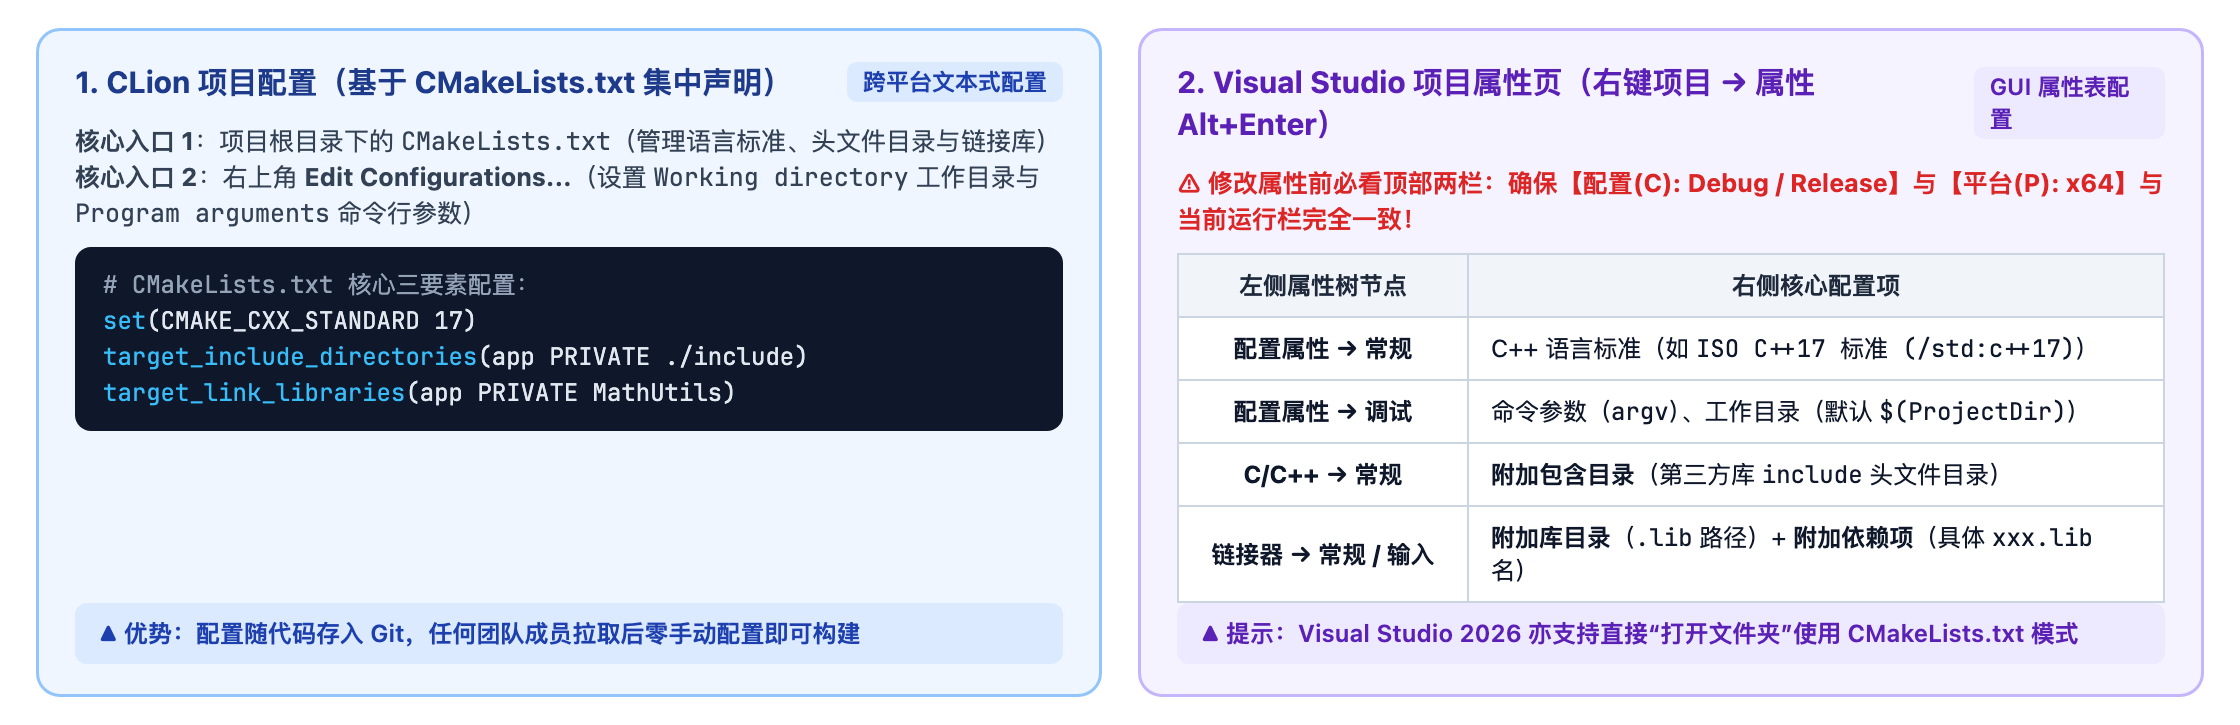 1. CLion 项目配置（基于 CMakeLists.txt 集中声明）
跨平台文本式配置
核心入口 1：项目根目录下的 CMakeLists.txt（管理语言标准、头文件目录与链接库）
核心入口 2：右上角 Edit Configurations...（设置 Working directory 工作目录与
Program arguments 命令行参数）
# CMakeLists.txt 核心三要素配置：
set(CMAKE_CXX_STANDARD 17)
target_include_directories(app PRIVATE ./include)
target_link_libraries(app PRIVATE MathUtils)
▲ 优势：配置随代码存入 Git，任何团队成员拉取后零手动配置即可构建
2. Visual Studio 项目属性页（右键项目 → 属性
Alt+Enter）
GUI 属性表配
置
⚠ 修改属性前必看顶部两栏：确保【配置(C): Debug / Release】与【平台(P): x64】与
当前运行栏完全一致！
左侧属性树节点
右侧核心配置项
配置属性 → 常规
C++ 语言标准（如 ISO C++17 标准 (/std:c++17)）
配置属性 → 调试
命令参数（argv）、工作目录（默认 $(ProjectDir)）
C/C++ → 常规
附加包含目录（第三方库 include 头文件目录）
链接器 → 常规 / 输入
附加库目录（.lib 路径）+ 附加依赖项（具体 xxx.lib
名）
▲ 提示：Visual Studio 2026 亦支持直接“打开文件夹”使用 CMakeLists.txt 模式